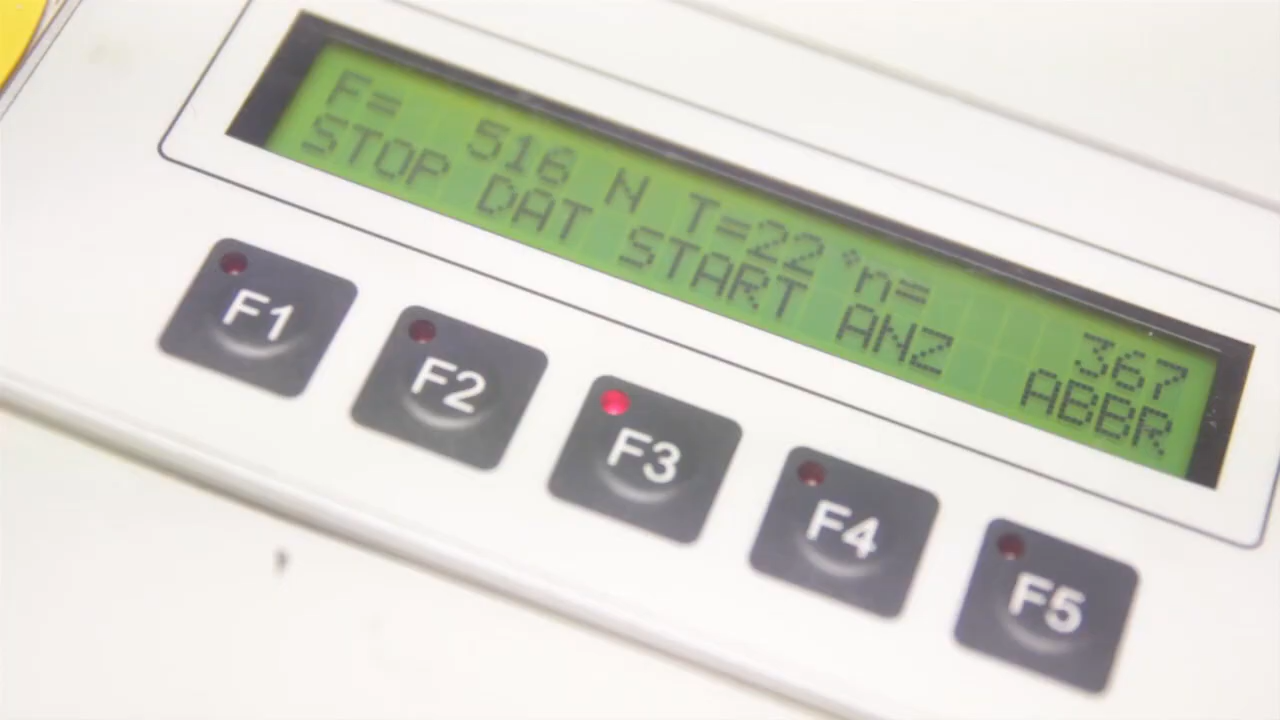 F= 516 N T=22°n= 367
STOP DAT START ANZ ABBR
F1
F2
F3
F4
F5